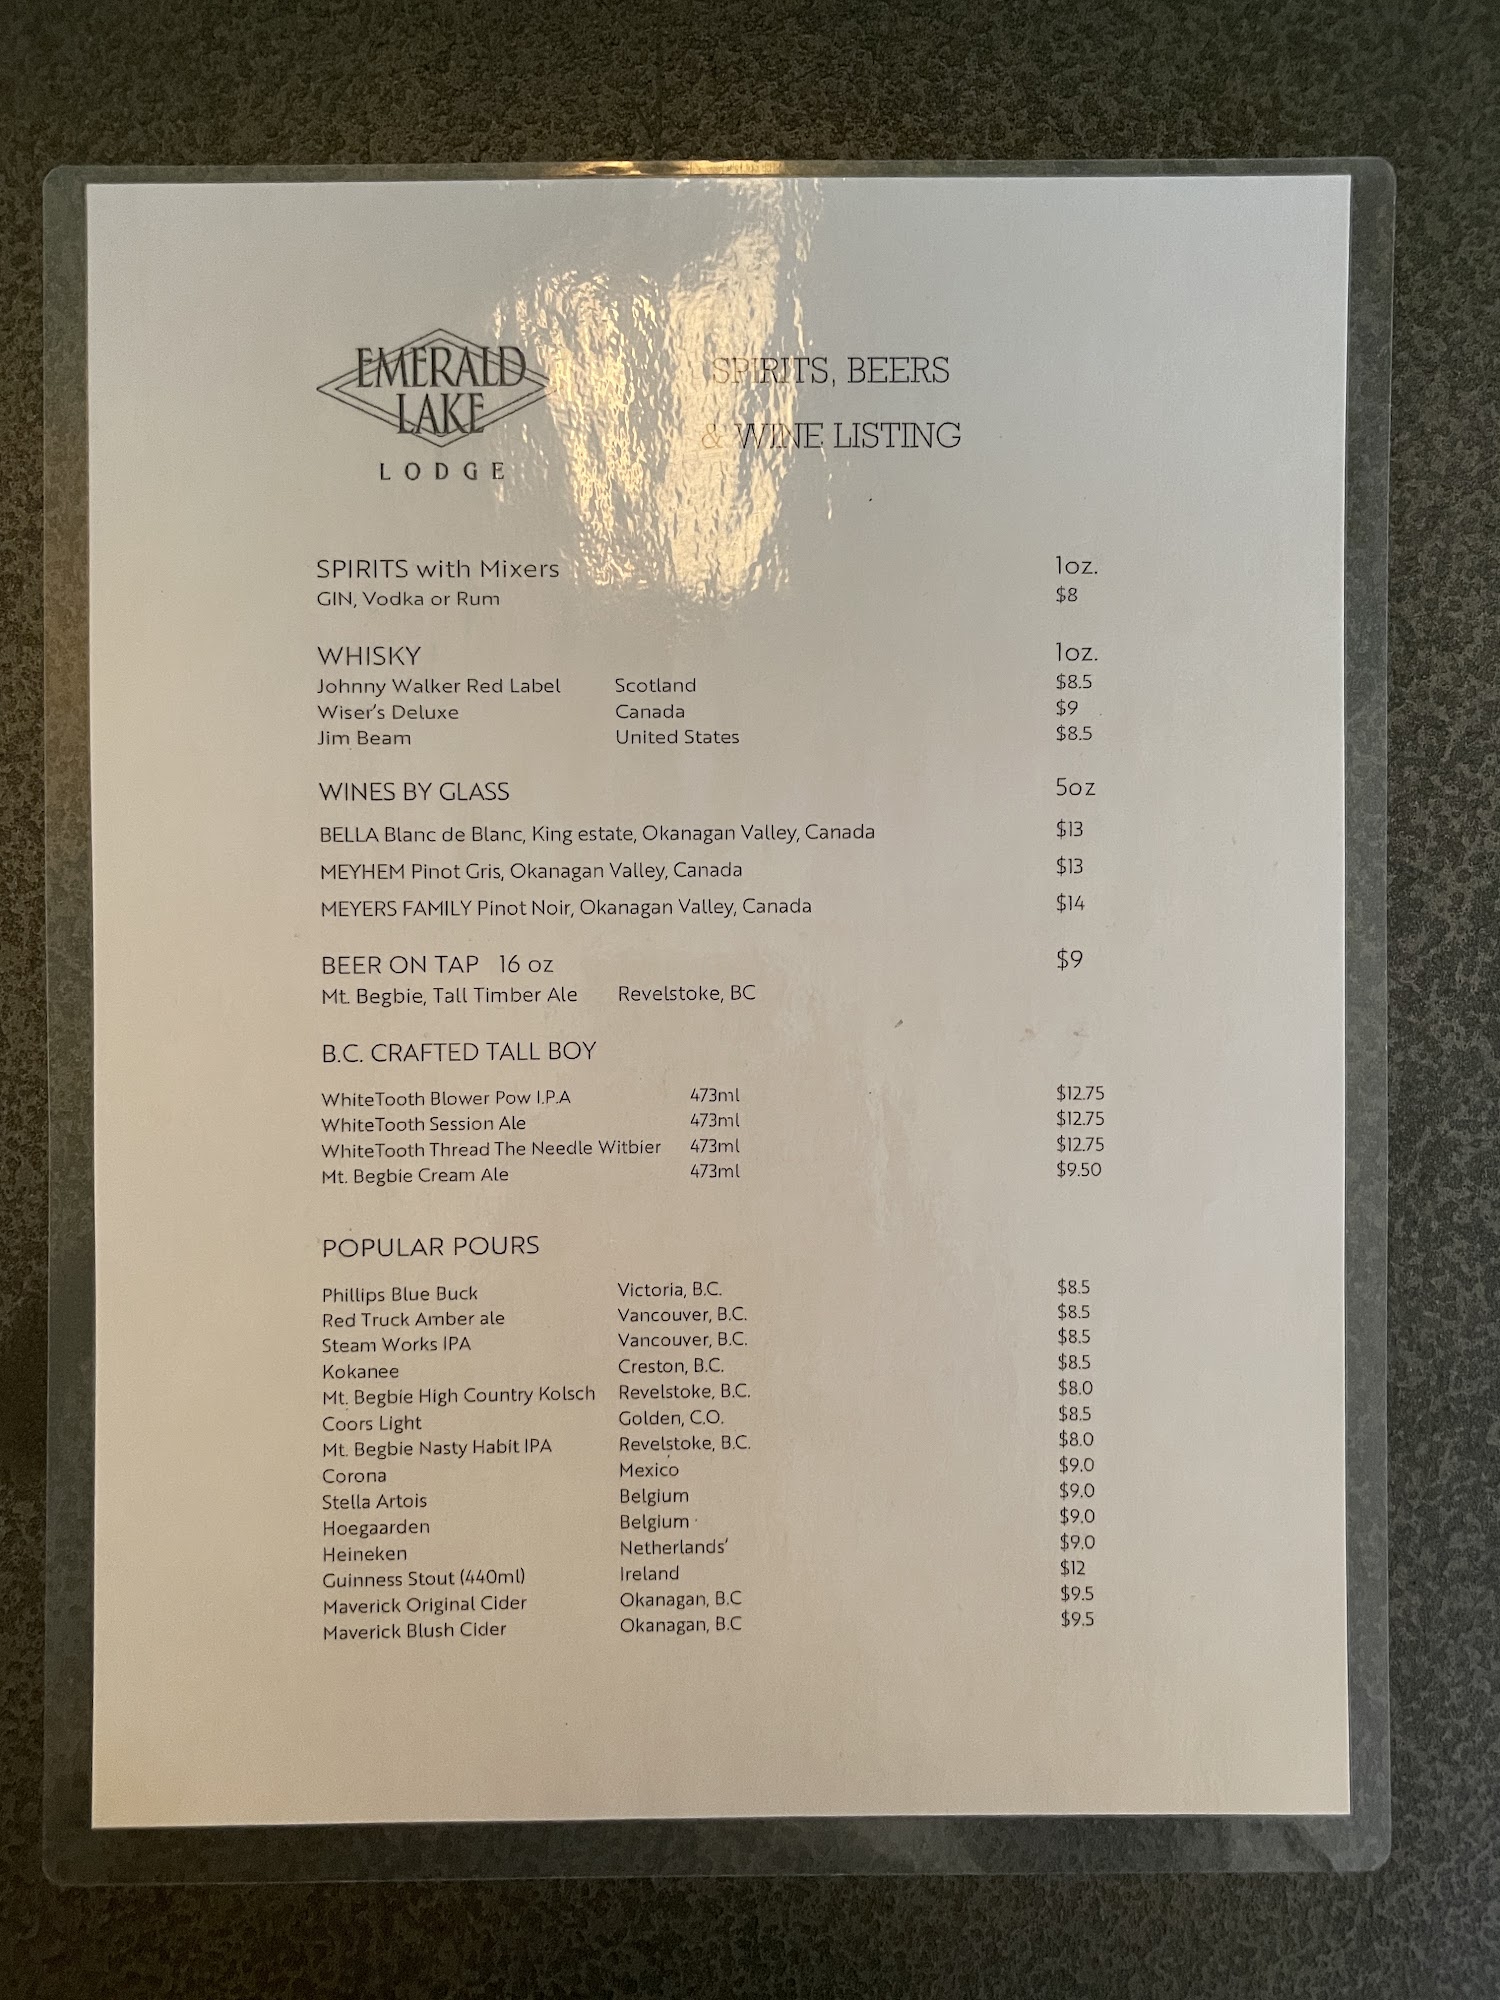 EMERALD
LAKE
LODGE
SPIRITS, BEERS
& WINE LISTING
SPIRITS with Mixers 1oz.
GIN, Vodka or Rum $8
WHISKY 1oz.
Johnny Walker Red Label Scotland $8.5
Wiser's Deluxe Canada $9
Jim Beam United States $8.5
WINES BY GLASS 5oz
BELLA Blanc de Blanc, King estate, Okanagan Valley, Canada $13
MEYHEM Pinot Gris, Okanagan Valley, Canada $13
MEYERS FAMILY Pinot Noir, Okanagan Valley, Canada $14
BEER ON TAP 16 oz $9
Mt. Begbie, Tall Timber Ale Revelstoke, BC
B.C. CRAFTED TALL BOY
WhiteTooth Blower Pow I.P.A 473ml $12.75
WhiteTooth Session Ale 473ml $12.75
WhiteTooth Thread The Needle Witbier 473ml $12.75
Mt. Begbie Cream Ale 473ml $9.50
POPULAR POURS
Phillips Blue Buck Victoria, B.C. $8.5
Red Truck Amber ale Vancouver, B.C. $8.5
Steam Works IPA Vancouver, B.C. $8.5
Kokanee Creston, B.C. $8.5
Mt. Begbie High Country Kolsch Revelstoke, B.C. $8.0
Coors Light Golden, C.O. $8.5
Mt. Begbie Nasty Habit IPA Revelstoke, B.C. $8.0
Corona Mexico $9.0
Stella Artois Belgium $9.0
Hoegaarden Belgium $9.0
Heineken Netherlands' $9.0
Guinness Stout (440ml) Ireland $12
Maverick Original Cider Okanagan, B.C $9.5
Maverick Blush Cider Okanagan, B.C $9.5